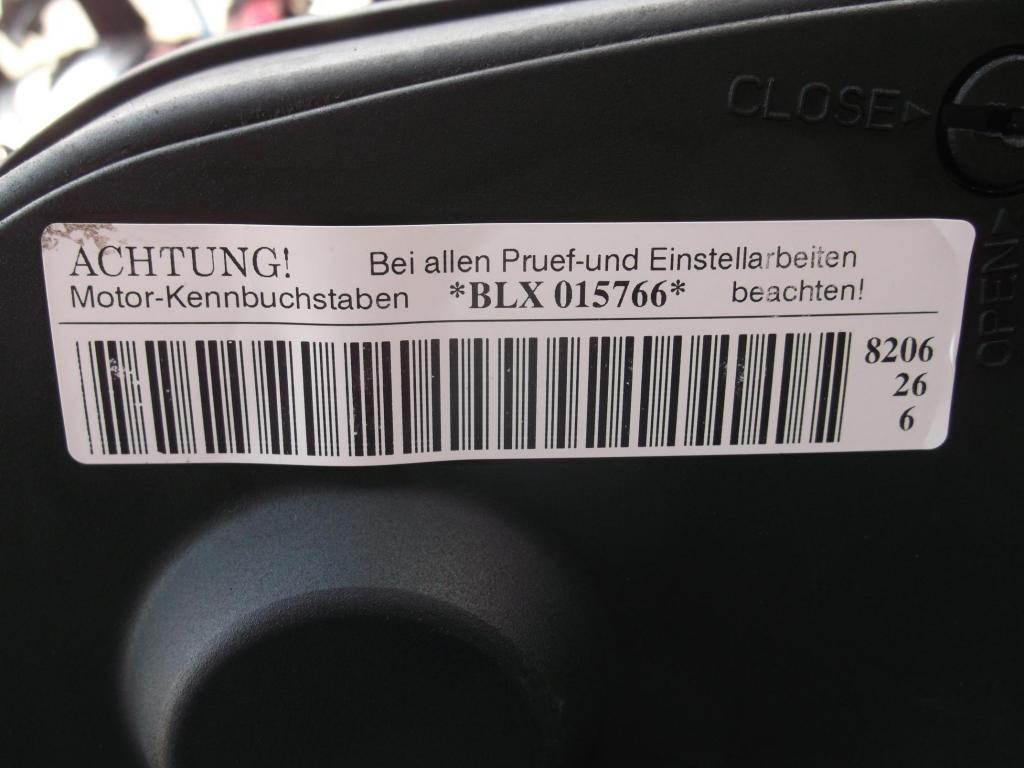 CLOSE
OPEN
ACHTUNG! Bei allen Pruef-und Einstellarbeiten
Motor-Kennbuchstaben *BLX 015766* beachten!
8206
26
6